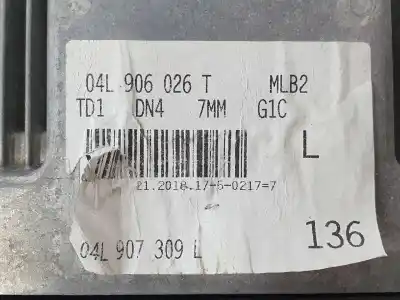 04L 906 026 T MLB2
TD1 DN4 7MM G1C
L
21.2018.17-5-0217=7
04L 907 309 L
136